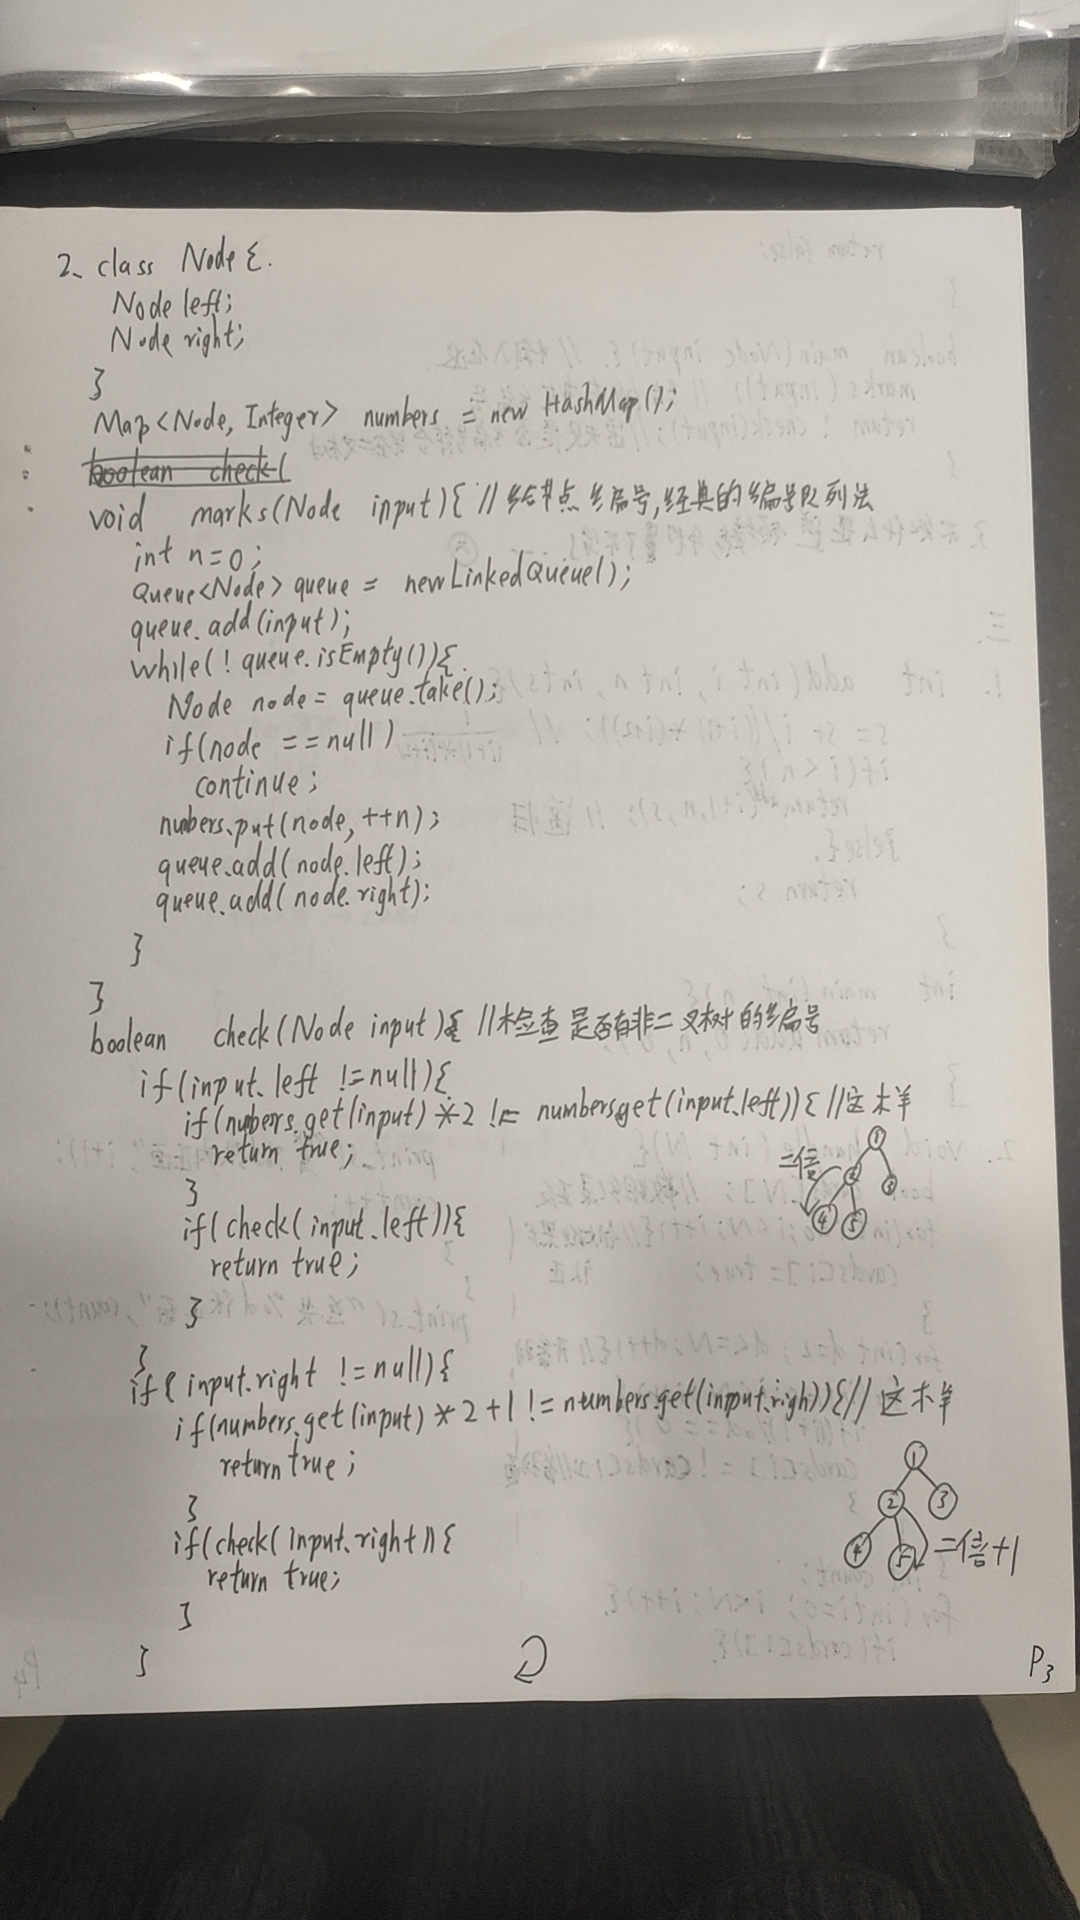 2、class Node {.
Node left;
Node right;
}
Map<Node, Integer> numbers = new HashMap();
boolean check(
void marks(Node input){ //给节点编号,经典的编号队列法
int n=0;
Queue<Node> queue = new LinkedQueue();
queue.add(input);
while(! queue.isEmpty()){
Node node = queue.take();
if(node ==null)
continue;
nubers.put(node, ++n);
queue.add(node.left);
queue.add(node.right);
}
}
boolean check(Node input){ //检查是否有非二叉树的编号
if(input.left !=null){
if(nubers.get(input) *2 != numbers.get(input.left)){ //这样
return true;
① ② ③ ④ ⑤ 二倍
}
if(check(input.left)){
return true;
}
}
if( input.right !=null){
if(numbers.get(input) * 2+1 != numbers.get(input.righ)){// 这样
return true;
① ② ③ ④ ⑤ 二倍+1
}
if(check(input.right)){
return true;
}
}
P3